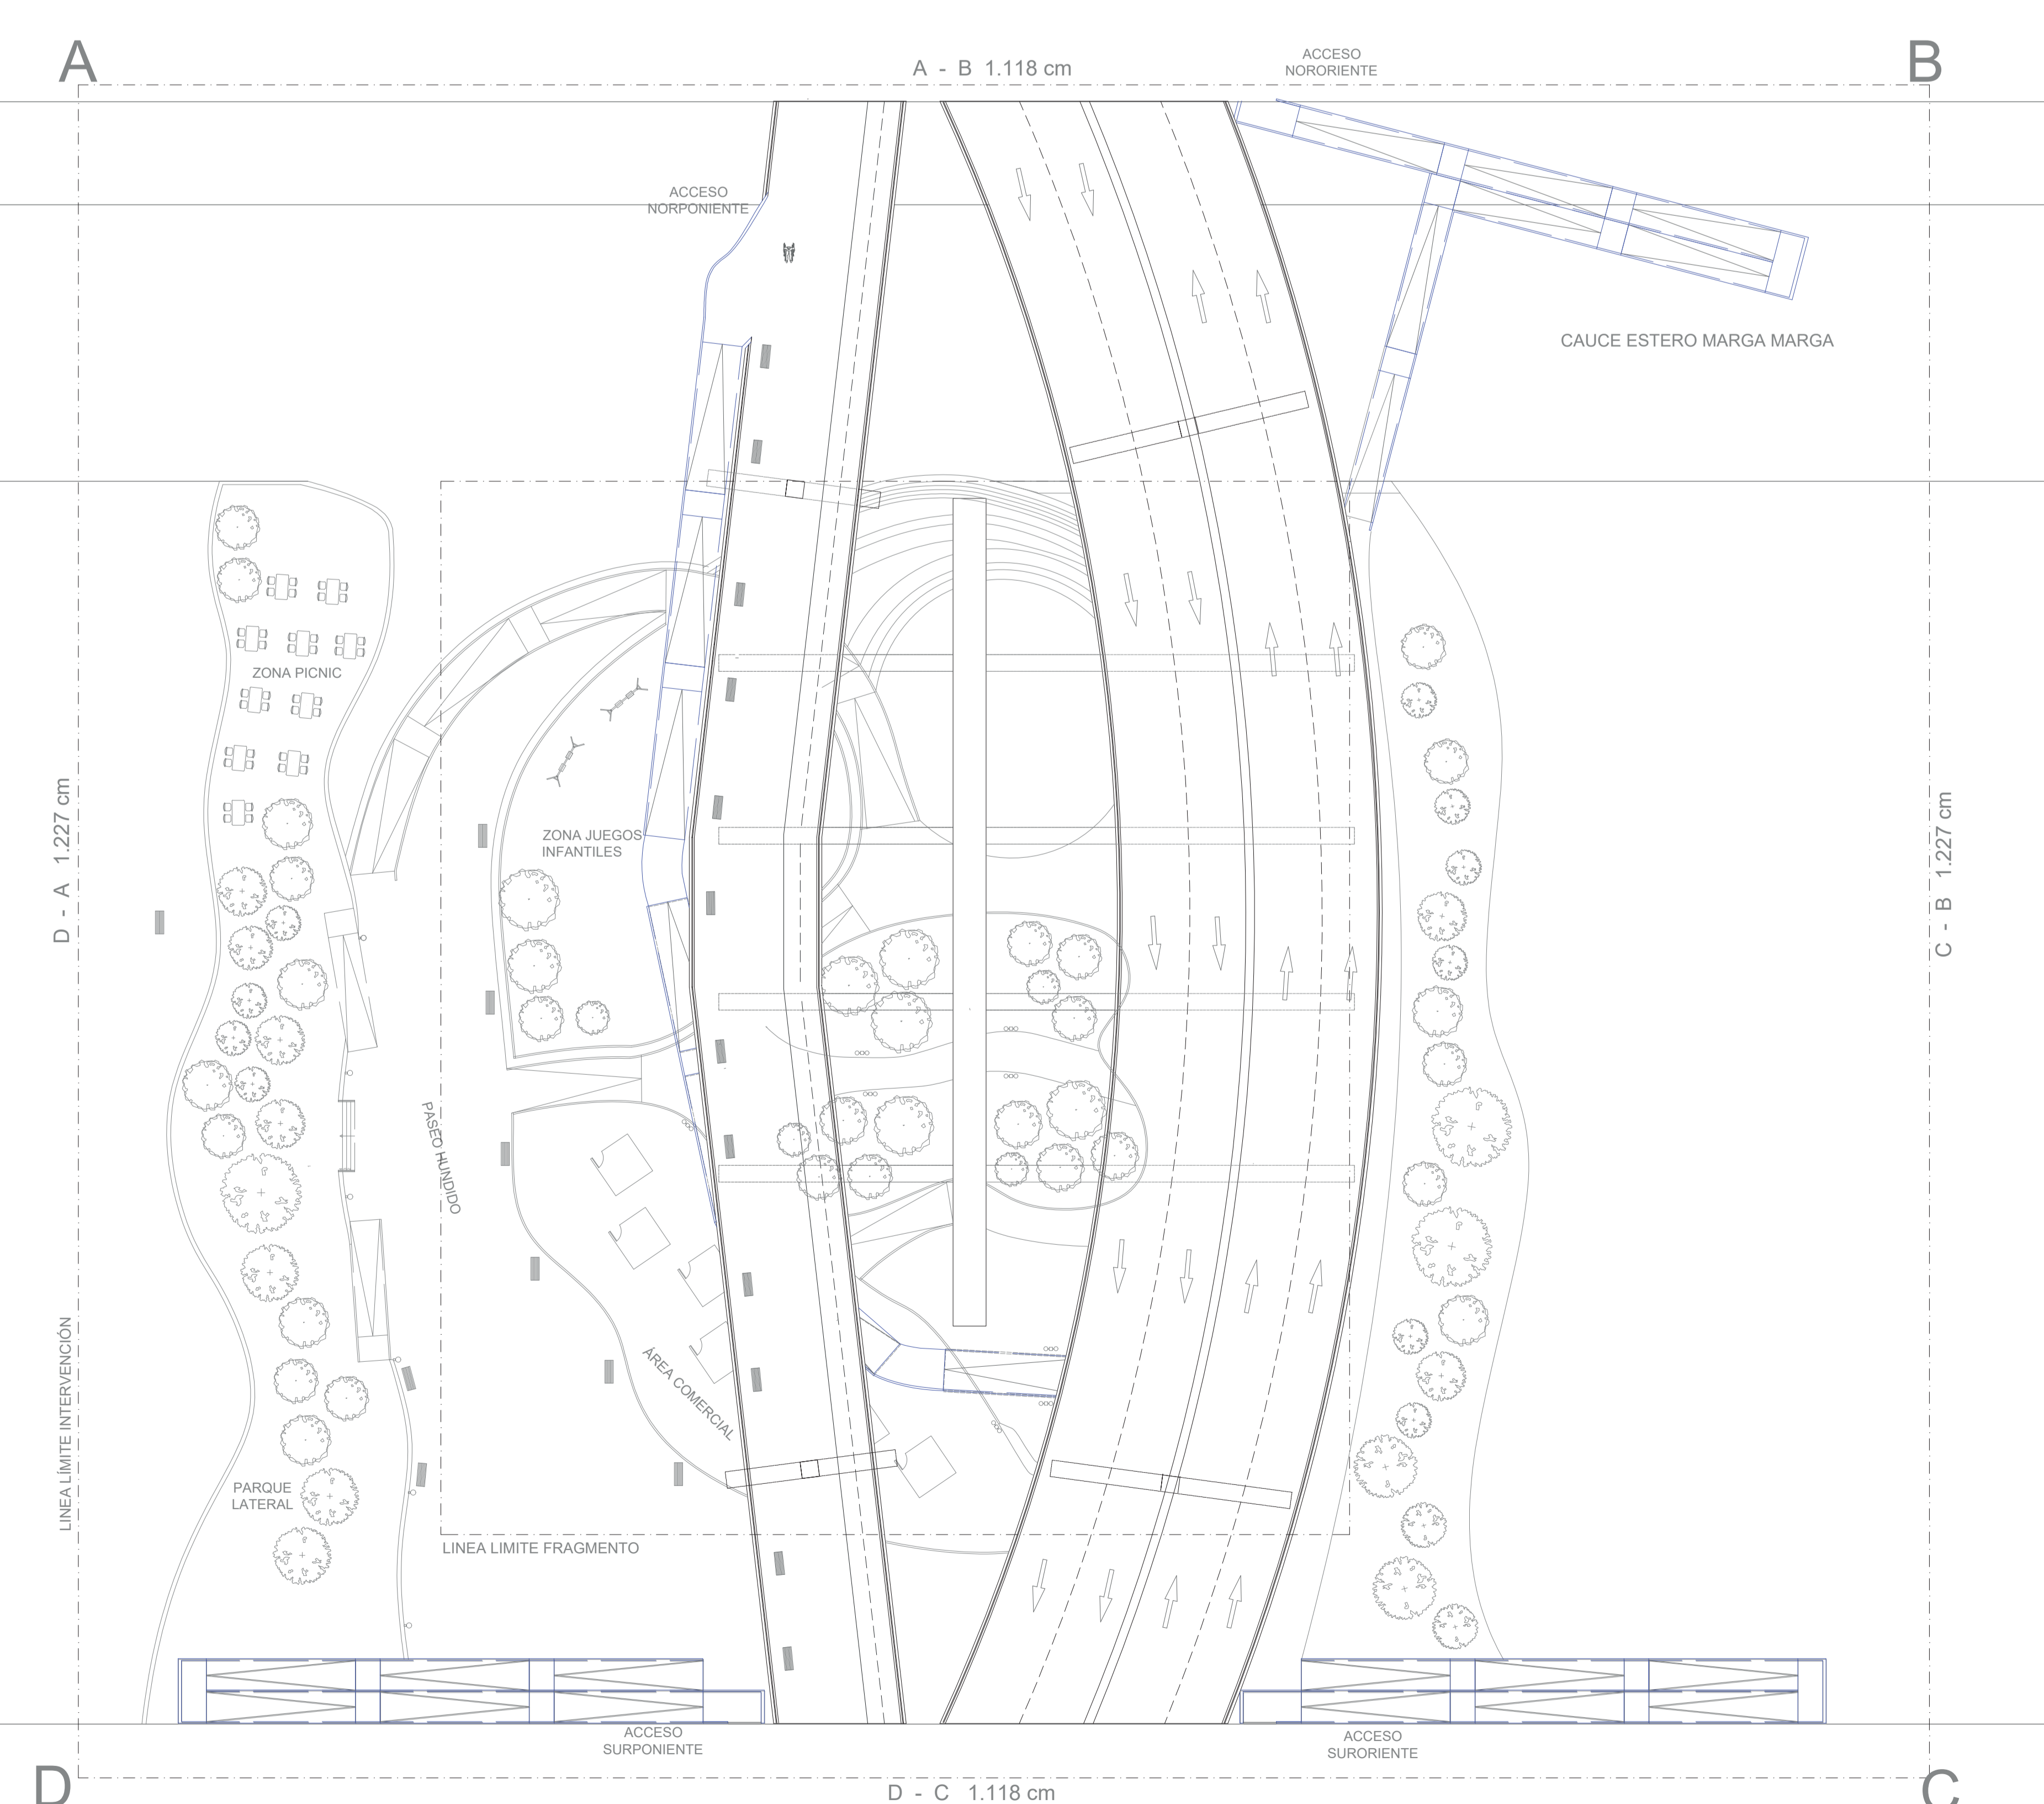 A
B
A - B 1.118 cm
ACCESO
NORORIENTE
ACCESO
NORPONIENTE
CAUCE ESTERO MARGA MARGA
ZONA PICNIC
D - A 1.227 cm
ZONA JUEGOS
INFANTILES
C - B 1.227 cm
PASEO HUNDIDO
LINEA LÍMITE INTERVENCIÓN
ÁREA COMERCIAL
PARQUE
LATERAL
LINEA LIMITE FRAGMENTO
ACCESO
SURPONIENTE
ACCESO
SURORIENTE
D
D - C 1.118 cm
C